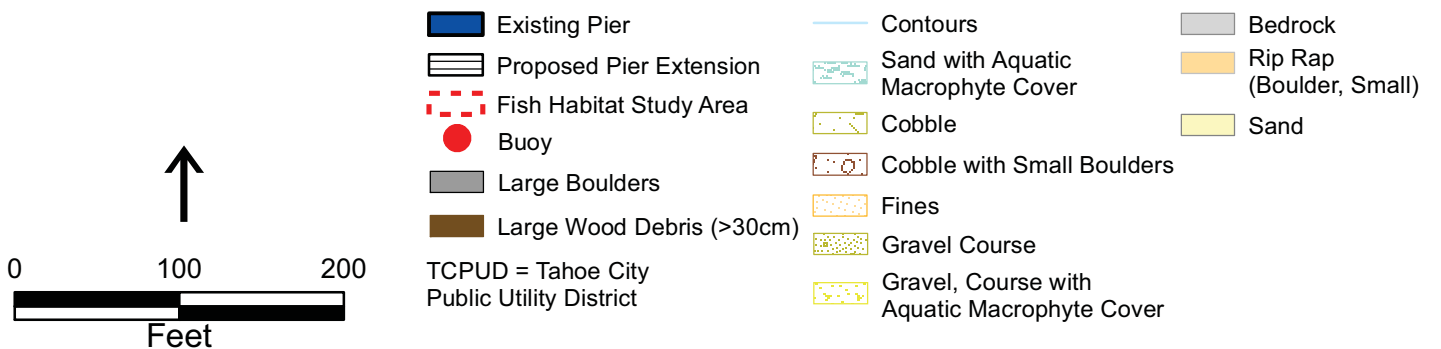 Existing Pier
Proposed Pier Extension
Fish Habitat Study Area
Buoy
Large Boulders
Large Wood Debris (>30cm)
TCPUD = Tahoe City
Public Utility District
Contours
Sand with Aquatic
Macrophyte Cover
Cobble
Cobble with Small Boulders
Fines
Gravel Course
Gravel, Course with
Aquatic Macrophyte Cover
Bedrock
Rip Rap
(Boulder, Small)
Sand
0 100 200
Feet